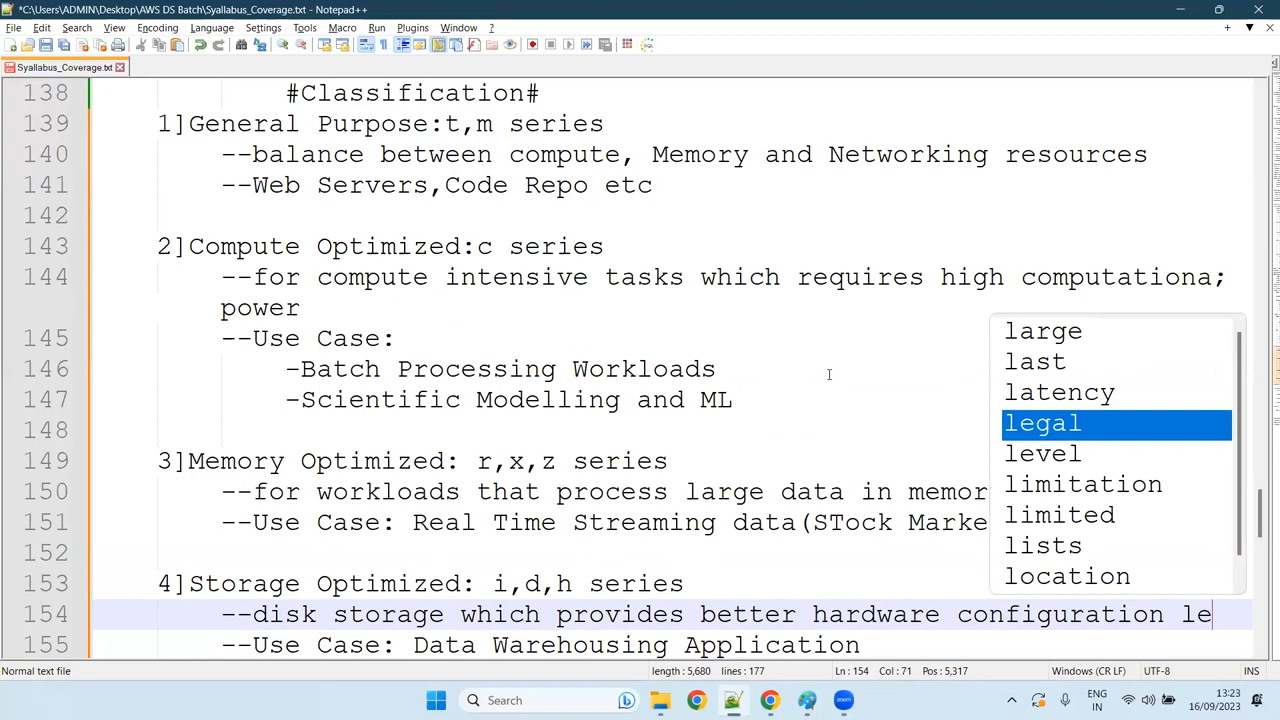 *C:\Users\ADMIN\Desktop\AWS DS Batch\Syallabus_Coverage.txt - Notepad++
File Edit Search View Encoding Language Settings Tools Macro Run Plugins Window ?
Syallabus_Coverage.txt
138 #Classification#
139 1]General Purpose:t,m series
140 --balance between compute, Memory and Networking resources
141 --Web Servers,Code Repo etc
142
143 2]Compute Optimized:c series
144 --for compute intensive tasks which requires high computationa;
power
145 --Use Case:
146 -Batch Processing Workloads
147 -Scientific Modelling and ML
148
149 3]Memory Optimized: r,x,z series
150 --for workloads that process large data in memor
151 --Use Case: Real Time Streaming data(STock Marke
152
153 4]Storage Optimized: i,d,h series
154 --disk storage which provides better hardware configuration le
155 --Use Case: Data Warehousing Application
large
last
latency
legal
level
limitation
limited
lists
location
Normal text file length : 5,680 lines : 177 Ln : 154 Col : 71 Pos : 5,317 Windows (CR LF) UTF-8 INS
Search
ENG
IN
13:23
16/09/2023